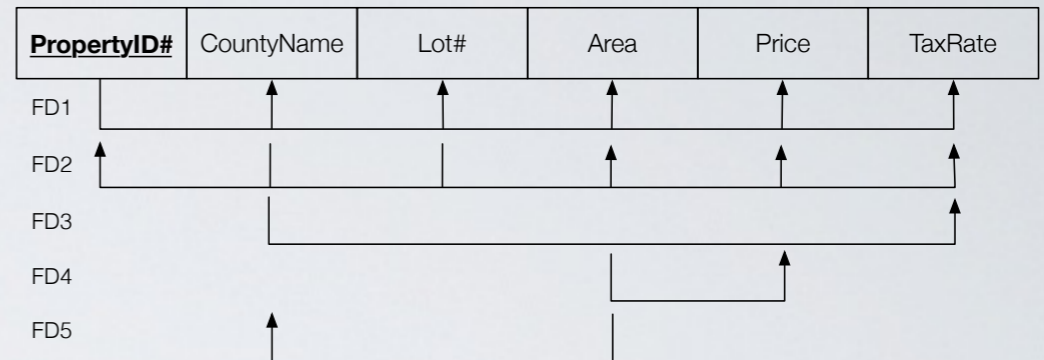 PropertyID# CountyName Lot# Area Price TaxRate
FD1
FD2
FD3
FD4
FD5